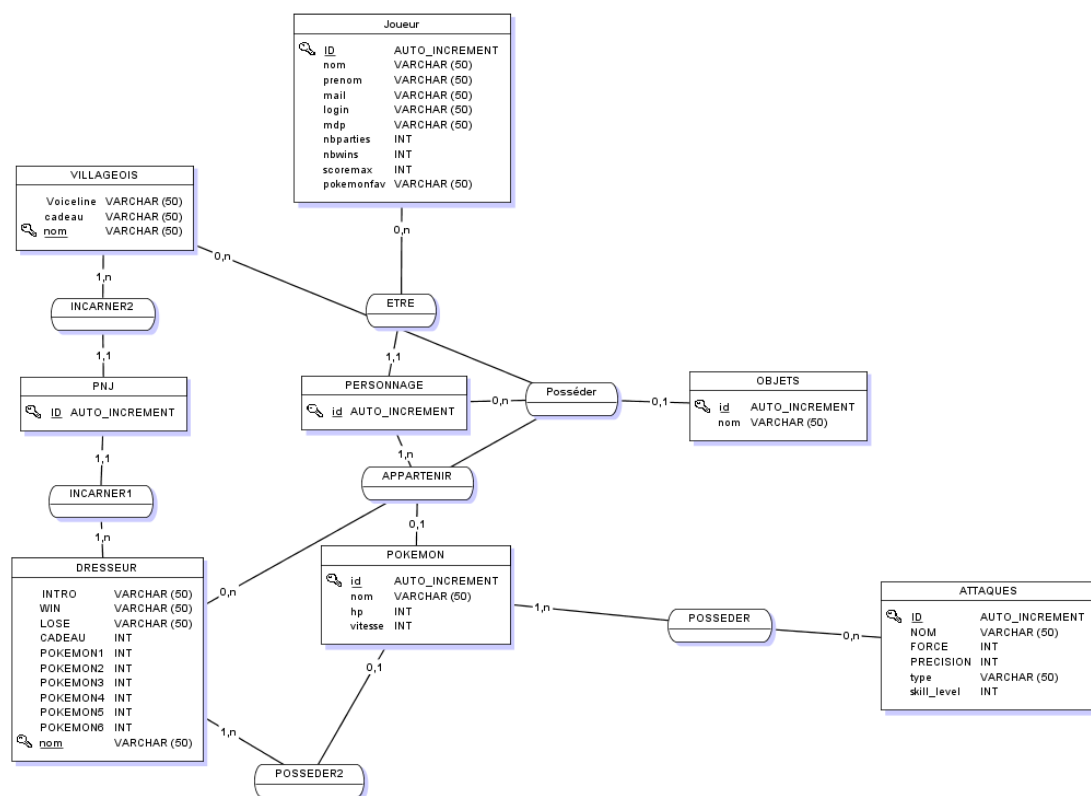 Joueur
ID AUTO_INCREMENT
nom VARCHAR (50)
prenom VARCHAR (50)
mail VARCHAR (50)
login VARCHAR (50)
mdp VARCHAR (50)
nbparties INT
nbwins INT
scoremax INT
pokemonfav VARCHAR (50)
VILLAGEOIS
Voiceline VARCHAR (50)
cadeau VARCHAR (50)
nom VARCHAR (50)
0,n
0,n
1,n
INCARNER2
ETRE
1,1
1,1
PNJ
ID AUTO_INCREMENT
PERSONNAGE
id AUTO_INCREMENT
0,n
Posséder
0,1
OBJETS
id AUTO_INCREMENT
nom VARCHAR (50)
1,1
1,n
INCARNER1
APPARTENIR
1,n
0,1
DRESSEUR
INTRO VARCHAR (50)
WIN VARCHAR (50)
LOSE VARCHAR (50)
CADEAU INT
POKEMON1 INT
POKEMON2 INT
POKEMON3 INT
POKEMON4 INT
POKEMON5 INT
POKEMON6 INT
nom VARCHAR (50)
0,n
POKEMON
id AUTO_INCREMENT
nom VARCHAR (50)
hp INT
vitesse INT
1,n
POSSEDER
0,n
ATTAQUES
ID AUTO_INCREMENT
NOM VARCHAR (50)
FORCE INT
PRECISION INT
type VARCHAR (50)
skill_level INT
0,1
1,n
POSSEDER2